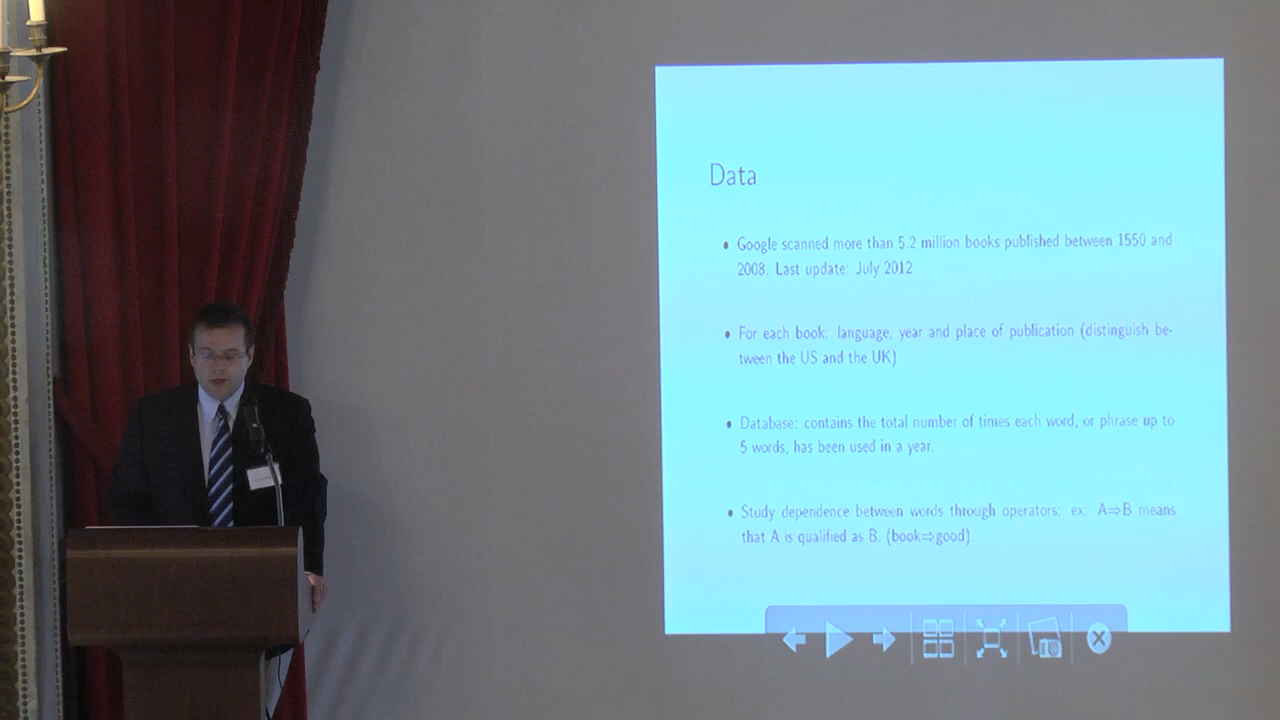 Data
• Google scanned more than 5.2 million books published between 1550 and
2008. Last update: July 2012
• For each book: language, year and place of publication (distinguish be-
tween the US and the UK)
• Database: contains the total number of times each word, or phrase up to
5 words, has been used in a year.
• Study dependence between words through operators: ex: A⇒B means
that A is qualified as B. (book⇒good).